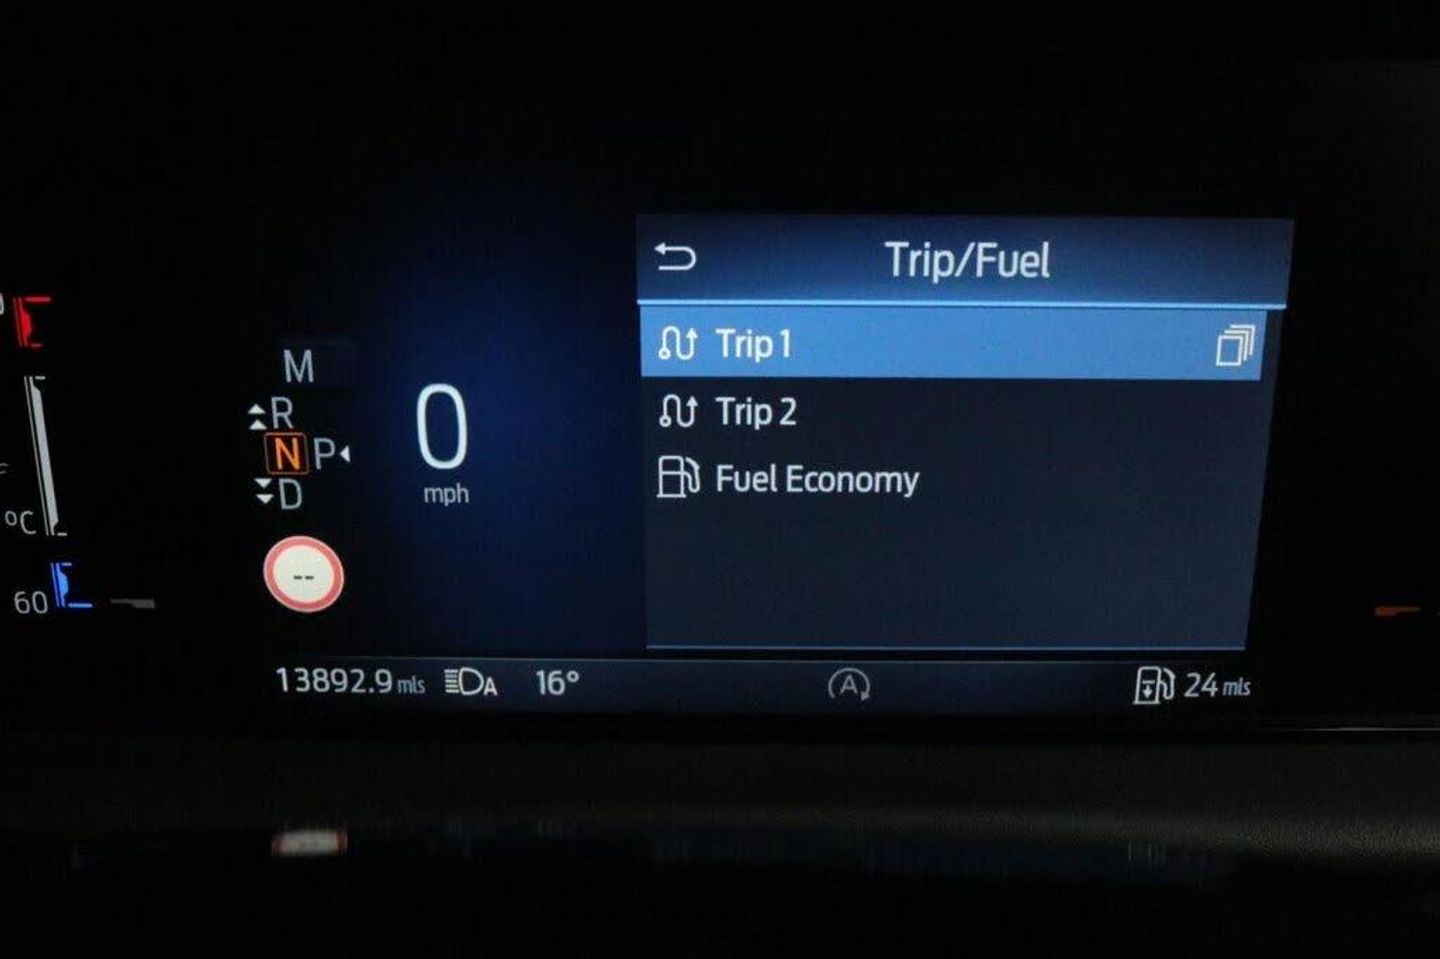 Trip/Fuel
Trip 1
Trip 2
Fuel Economy
M
R
N P
D
0
mph
--
°C
60
13892.9 mls
A
16°
A
24 mls